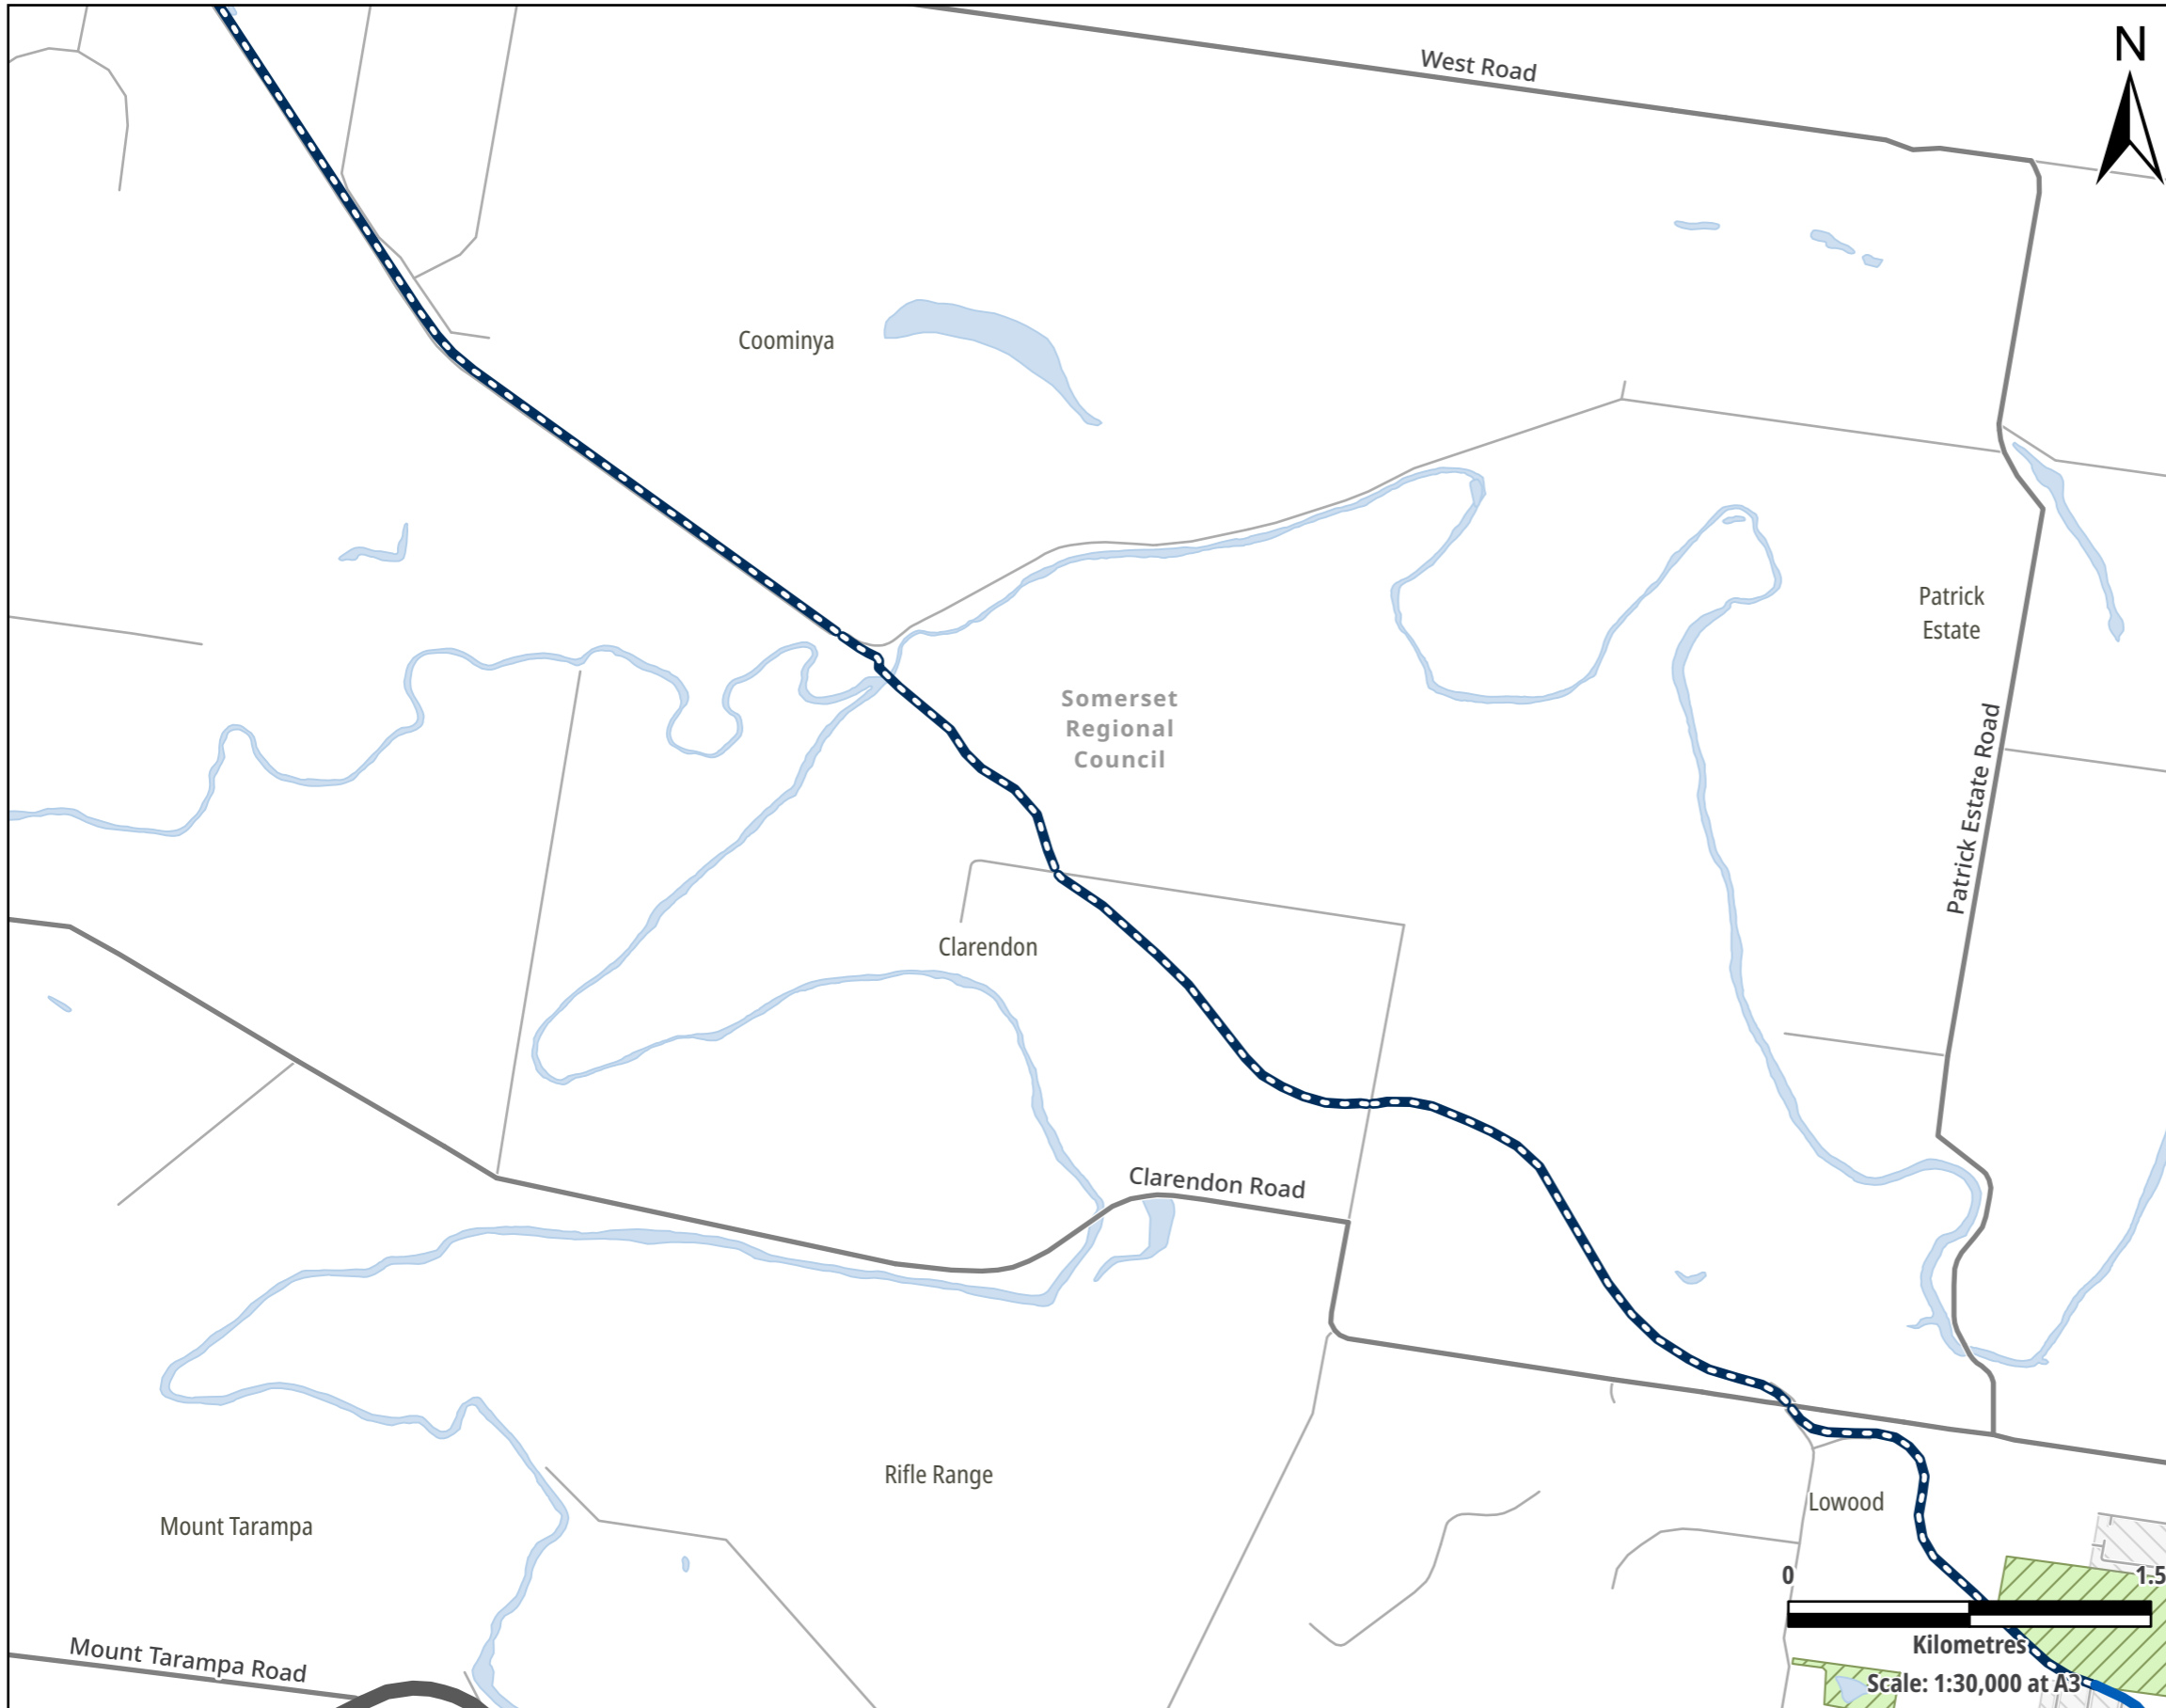 West Road
N
Coominya
Patrick
Estate
Somerset
Regional
Council
Patrick Estate Road
Clarendon
Clarendon Road
Rifle Range
Lowood
Mount Tarampa
0
1.5
Mount Tarampa Road
Kilometres
Scale: 1:30,000 at A3